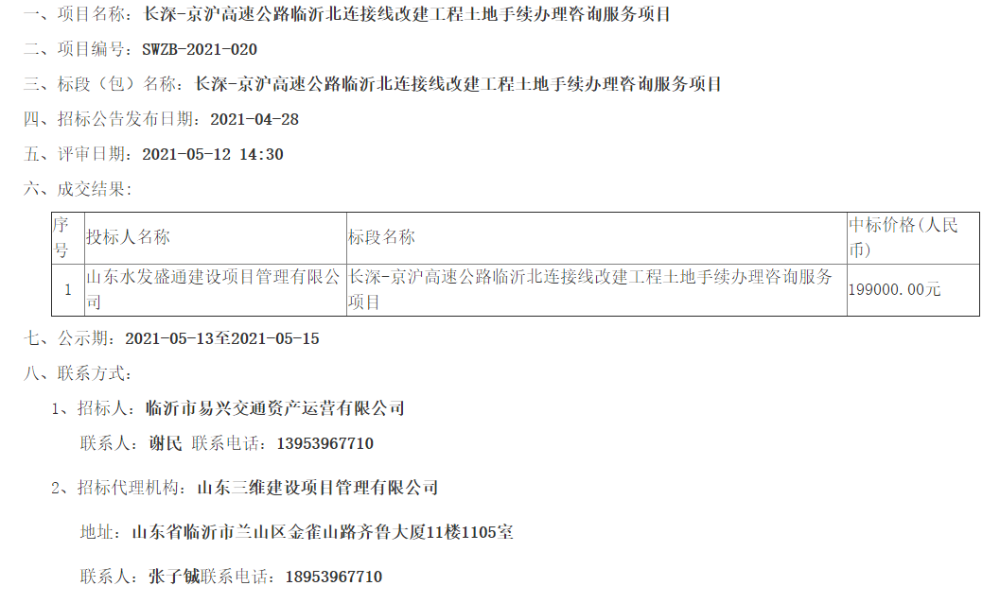 一、项目名称：长深-京沪高速公路临沂北连接线改建工程土地手续办理咨询服务项目
二、项目编号：SWZB-2021-020
三、标段（包）名称：长深-京沪高速公路临沂北连接线改建工程土地手续办理咨询服务项目
四、招标公告发布日期：2021-04-28
五、评审日期：2021-05-12 14:30
六、成交结果：
序
号
投标人名称
标段名称
中标价格(人民
币)
1
山东水发盛通建设项目管理有限公
司
长深-京沪高速公路临沂北连接线改建工程土地手续办理咨询服务
项目
199000.00元
七、公示期：2021-05-13至2021-05-15
八、联系方式：
1、招标人：临沂市易兴交通资产运营有限公司
联系人：谢民 联系电话：13953967710
2、招标代理机构：山东三维建设项目管理有限公司
地址：山东省临沂市兰山区金雀山路齐鲁大厦11楼1105室
联系人：张子铖联系电话：18953967710